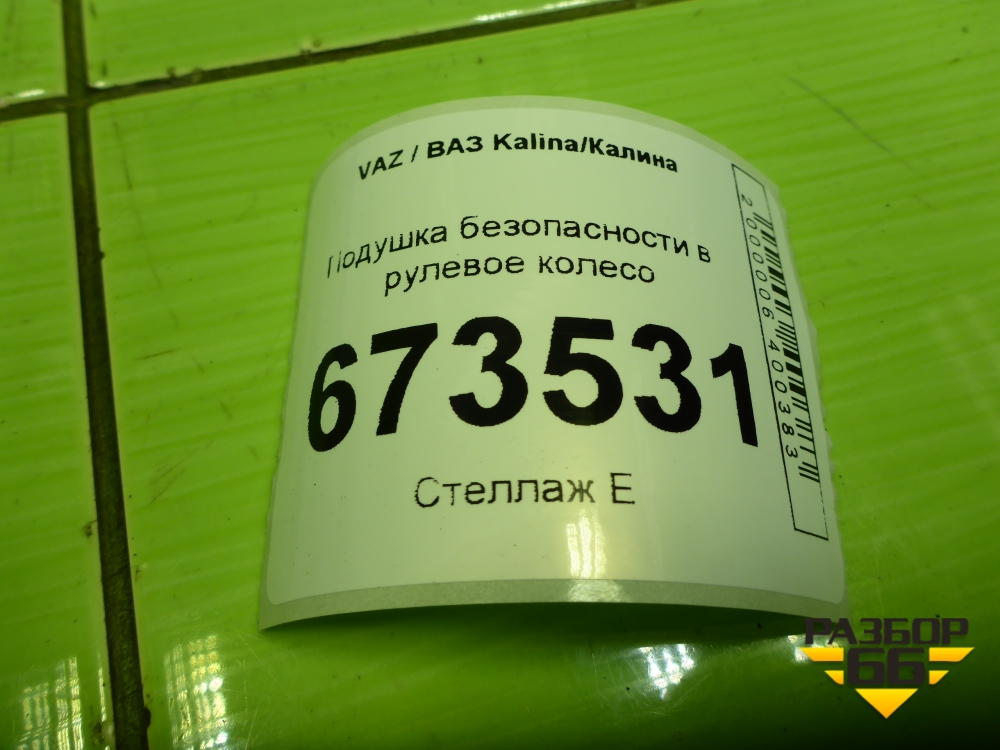 VAZ / ВАЗ Kalina/Калина
Подушка безопасности в
рулевое колесо
673531
Стеллаж Е
2000006400383
РАЗБОР
66